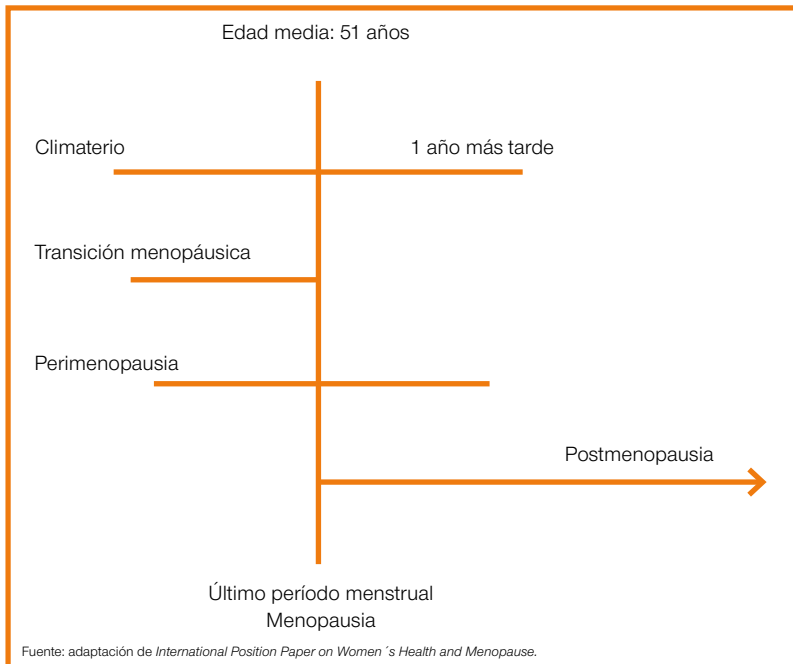 Edad media: 51 años
Climaterio
1 año más tarde
Transición menopáusica
Perimenopausia
Postmenopausia
Último período menstrual
Menopausia
Fuente: adaptación de International Position Paper on Women´s Health and Menopause.